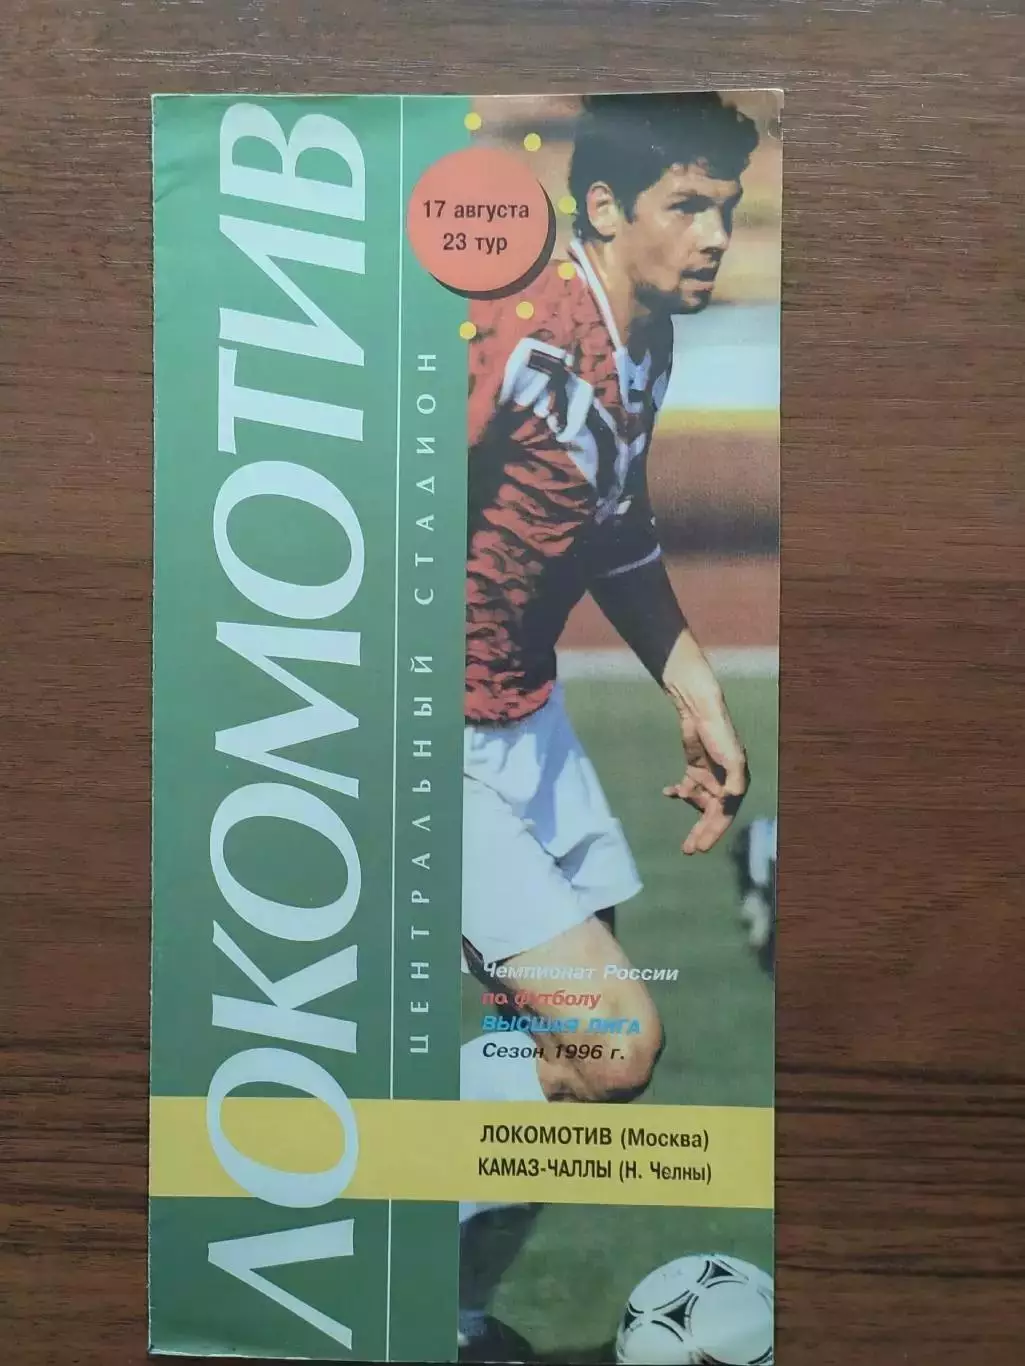 ЛОКОМОТИВ
ЦЕНТРАЛЬНЫЙ СТАДИОН
17 августа
23 тур
Чемпионат России
по футболу
ВЫСШАЯ ЛИГА
Сезон 1996 г.
ЛОКОМОТИВ (Москва)
КАМАЗ-ЧАЛЛЫ (Н. Челны)